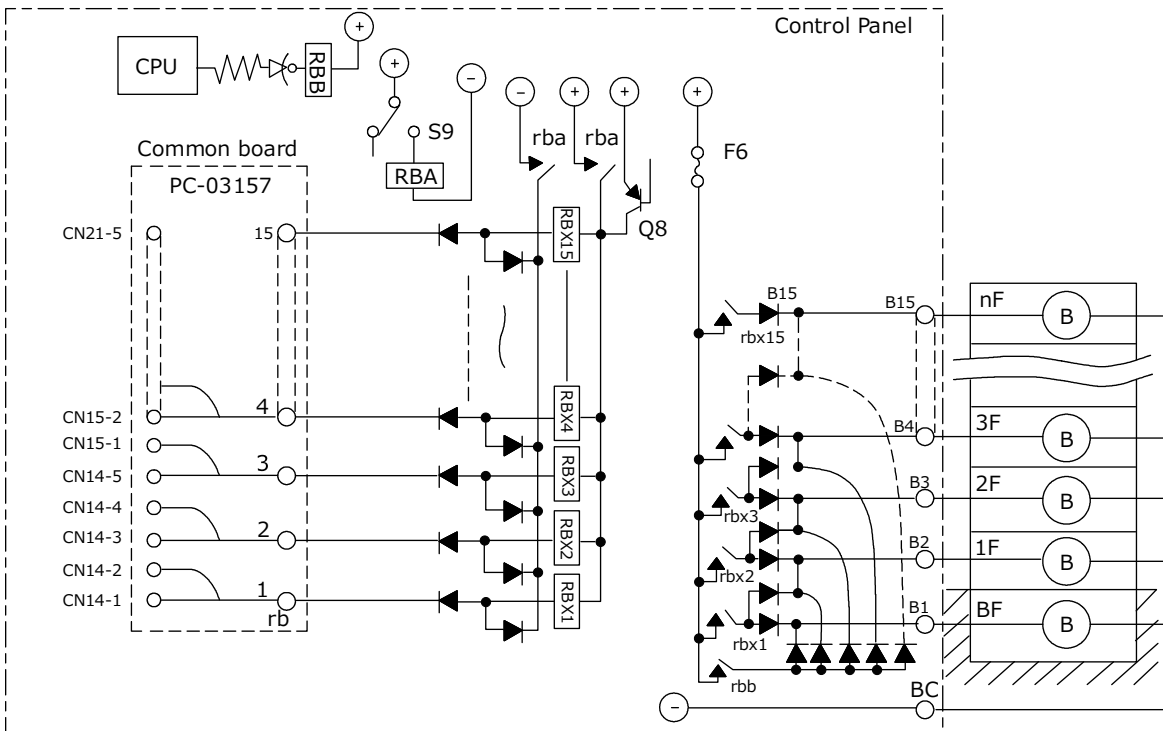 Control Panel
CPU
RBB
+
+
−
−
+
+
+
S9
rba
rba
F6
RBA
Common board
PC-03157
Q8
CN21-5
15
RBX15
B15
B15
nF
B
rbx15
CN15-2
4
RBX4
B4
3F
B
CN15-1
CN14-5
3
RBX3
rbx3
B3
2F
B
CN14-4
CN14-3
2
RBX2
rbx2
B2
1F
B
CN14-2
CN14-1
1
rb
RBX1
rbx1
B1
BF
B
rbb
−
BC